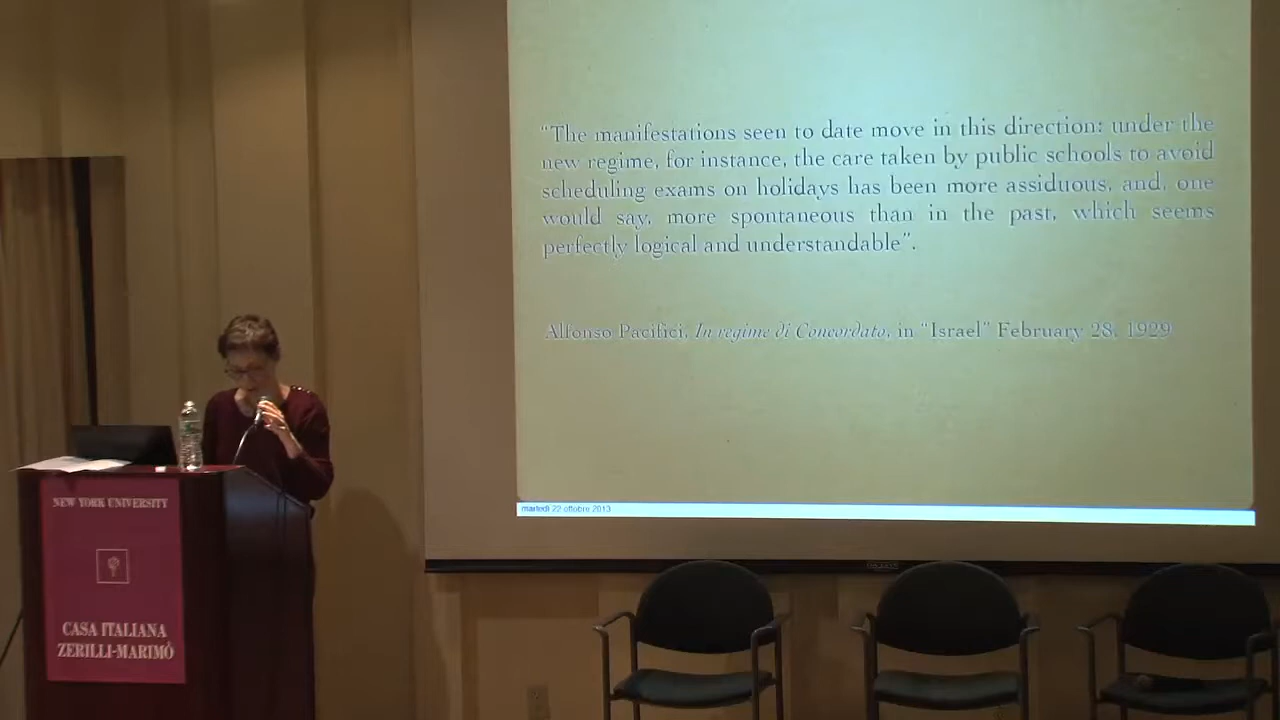 "The manifestations seen to date move in this direction: under the
new regime, for instance, the care taken by public schools to avoid
scheduling exams on holidays has been more assiduous, and, one
would say, more spontaneous than in the past, which seems
perfectly logical and understandable".
Alfonso Pacifici, In regime di Concordato, in "Israel" February 28, 1929
martedì 22 ottobre 2013
NEW YORK UNIVERSITY
CASA ITALIANA
ZERILLI-MARIMÒ